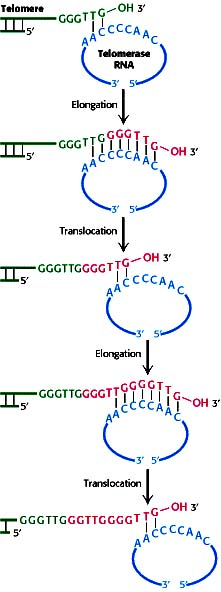 Telomere
GGGTTG–OH 3′
5′
AACCCCAAC
Telomerase
RNA
3′ 5′
Elongation
GGGTTGGGGTTG–OH 3′
5′
AACCCCAAC
3′ 5′
Translocation
GGGTTGGGGTTG–OH 3′
5′
AACCCCAAC
3′ 5′
Elongation
GGGTTGGGGTTGGGGTTG–OH 3′
5′
AACCCCAAC
3′ 5′
Translocation
GGGTTGGGTTGGGGTTG–OH 3′
5′
AACCCCAAC
3′ 5′